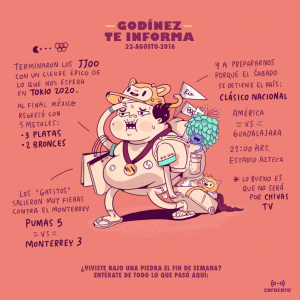 GODÍNEZ
TE INFORMA
22-AGOSTO-2016
TERMINARON LOS JJOO
CON UN CIERRE ÉPICO DE
LO QUE NOS ESPERA
EN TOKIO 2020.
AL FINAL MÉXICO
REGRESÓ CON
5 METALES:
• 3 PLATAS
• 2 BRONCES
LOS "GATITOS"
SALIERON MUY FIERAS
CONTRA EL MONTERREY
PUMAS 5
= VS =
MONTERREY 3
Y A PREPARARNOS
PORQUE EL SÁBADO
SE DETIENE EL PAÍS:
CLÁSICO NACIONAL
AMÉRICA
= VS =
GUADALAJARA
21:00 HRS.
ESTADIO AZTECA
* LO BUENO ES
QUE NO SERÁ
POR CHIVAS
TV
Rio
¿VIVISTE BAJO UNA PIEDRA EL FIN DE SEMANA?
ENTÉRATE DE TODO LO QUE PASÓ AQUÍ:
cerocero